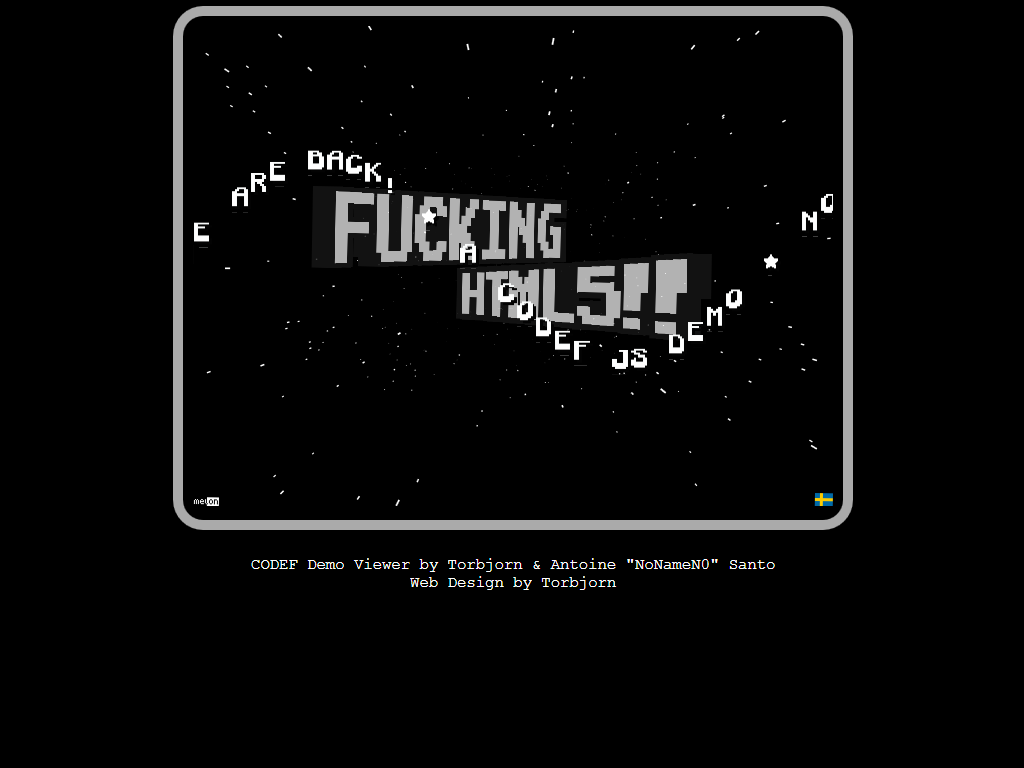 E ARE BACK! ★ A CODEF JS DEMO ★ NO
FUCKING
HTML5!!
melon
CODEF Demo Viewer by Torbjorn & Antoine "NoNameN0" Santo
Web Design by Torbjorn